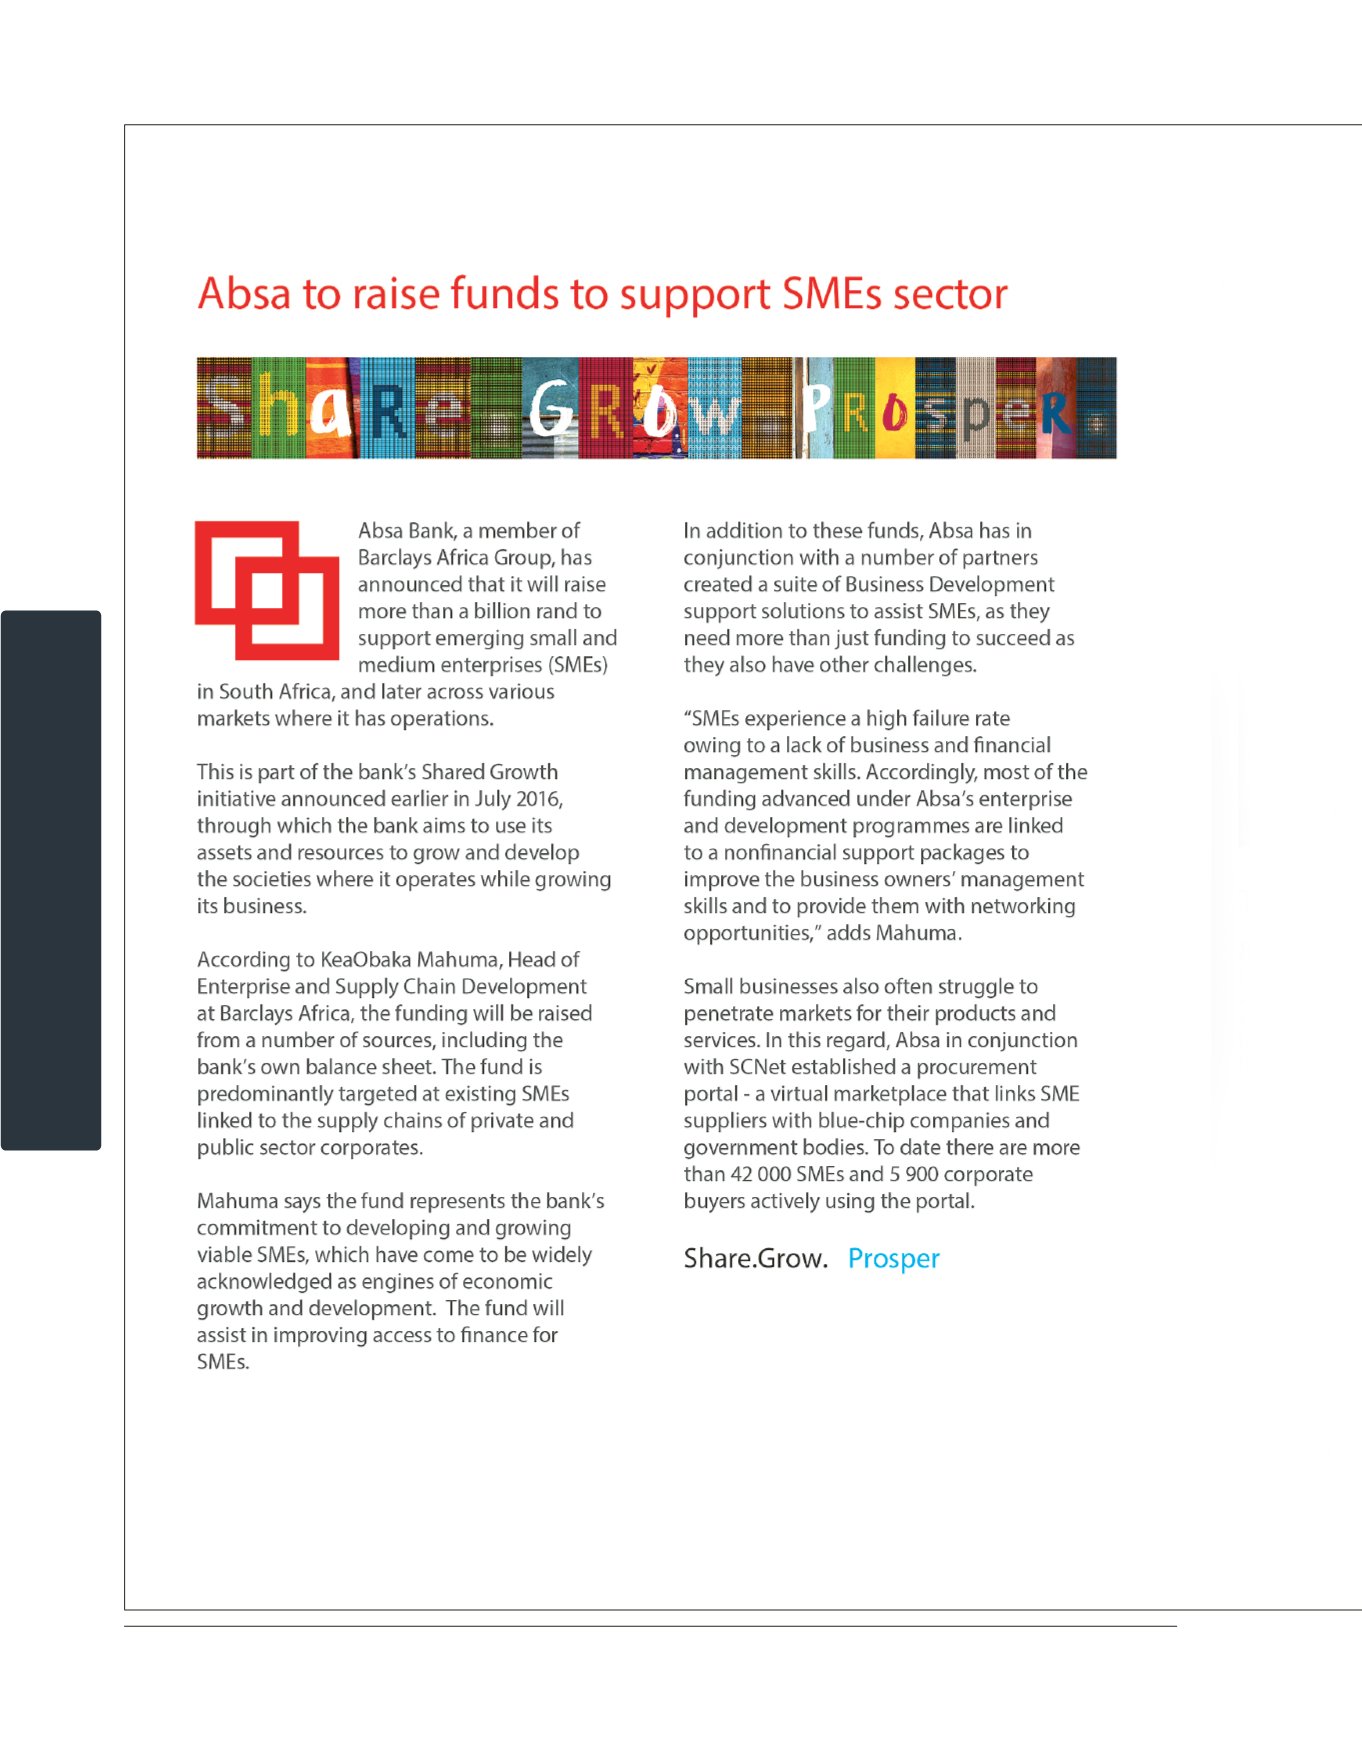 Absa to raise funds to support SMEs sector
Share.Grow.Prosper.
Absa Bank, a member of
Barclays Africa Group, has
announced that it will raise
more than a billion rand to
support emerging small and
medium enterprises (SMEs)
in South Africa, and later across various
markets where it has operations.
This is part of the bank’s Shared Growth
initiative announced earlier in July 2016,
through which the bank aims to use its
assets and resources to grow and develop
the societies where it operates while growing
its business.
According to KeaObaka Mahuma, Head of
Enterprise and Supply Chain Development
at Barclays Africa, the funding will be raised
from a number of sources, including the
bank’s own balance sheet. The fund is
predominantly targeted at existing SMEs
linked to the supply chains of private and
public sector corporates.
Mahuma says the fund represents the bank’s
commitment to developing and growing
viable SMEs, which have come to be widely
acknowledged as engines of economic
growth and development.  The fund will
assist in improving access to finance for
SMEs.
In addition to these funds, Absa has in
conjunction with a number of partners
created a suite of Business Development
support solutions to assist SMEs, as they
need more than just funding to succeed as
they also have other challenges.
“SMEs experience a high failure rate
owing to a lack of business and financial
management skills. Accordingly, most of the
funding advanced under Absa’s enterprise
and development programmes are linked
to a nonfinancial support packages to
improve the business owners’ management
skills and to provide them with networking
opportunities,” adds Mahuma.
Small businesses also often struggle to
penetrate markets for their products and
services. In this regard, Absa in conjunction
with SCNet established a procurement
portal - a virtual marketplace that links SME
suppliers with blue-chip companies and
government bodies. To date there are more
than 42 000 SMEs and 5 900 corporate
buyers actively using the portal.
Share.Grow. Prosper